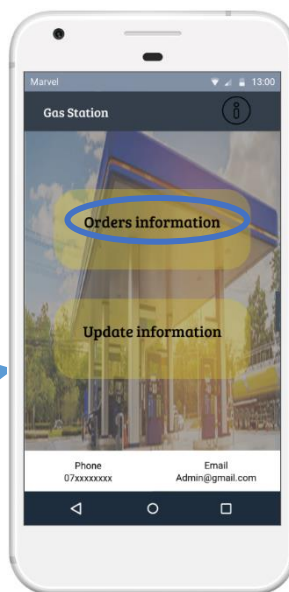 Marvel 13:00
Gas Station
Orders information
Update information
Phone Email
07xxxxxxxx Admin@gmail.com